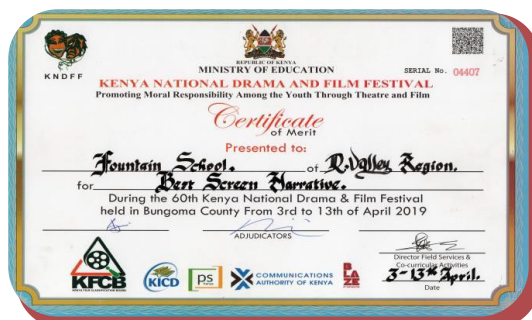 KNDFF
REPUBLIC OF KENYA
MINISTRY OF EDUCATION
SERIAL No. 04407
KENYA NATIONAL DRAMA AND FILM FESTIVAL
Promoting Moral Responsibility Among the Youth Through Theatre and Film
Certificate
of Merit
Presented to:
Fountain School. of R.Valley Region.
for Best Screen Narrative.
During the 60th Kenya National Drama & Film Festival
held in Bungoma County From 3rd to 13th of April 2019
ADJUDICATORS
Director Field Services &
Co-curricular Activities
3-13th April.
Date
KFCB
KICD
ps
COMMUNICATIONS
AUTHORITY OF KENYA
BLAZE